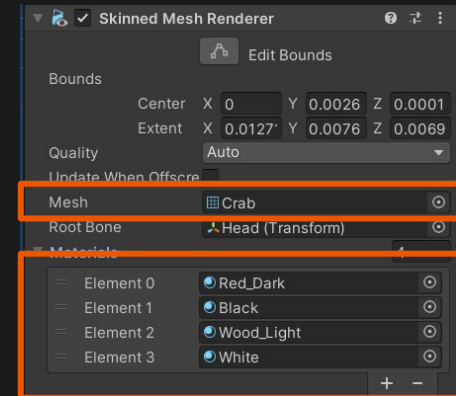 Skinned Mesh Renderer
Edit Bounds
Bounds
Center X 0 Y 0.0026 Z 0.0001
Extent X 0.0127 Y 0.0076 Z 0.0069
Quality Auto
Update When Offscre
Mesh Crab
Root Bone Head (Transform)
Materials 4
Element 0 Red_Dark
Element 1 Black
Element 2 Wood_Light
Element 3 White
+ -